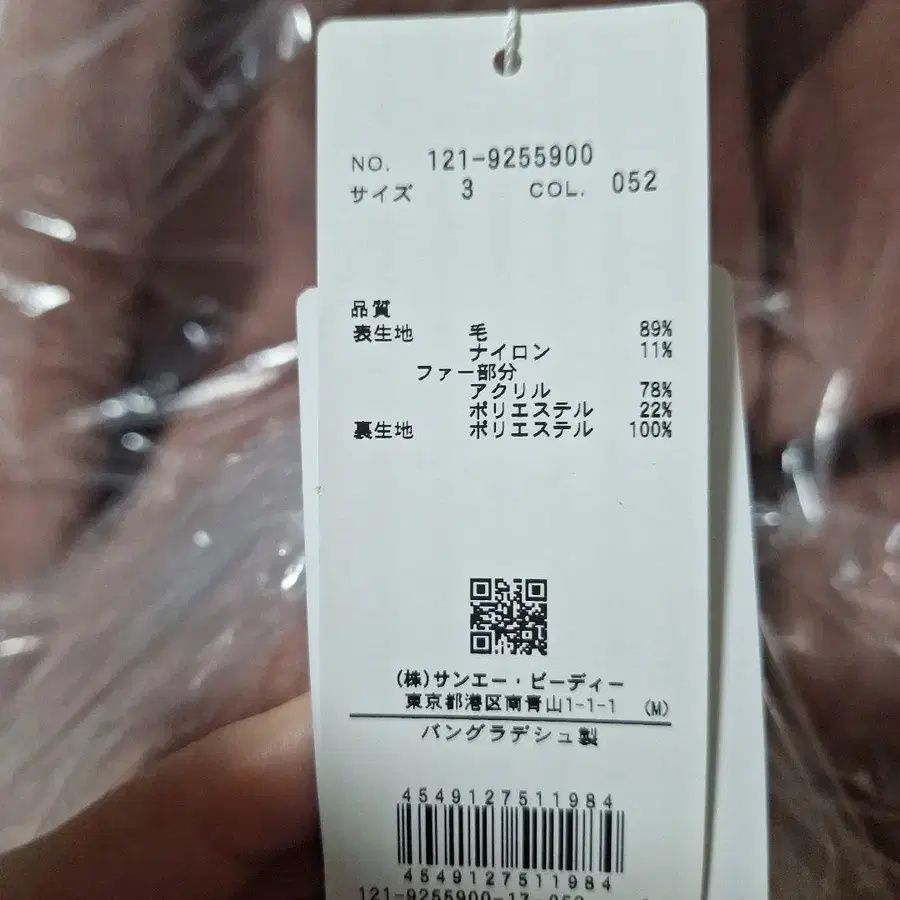 NO. 121-9255900
サイズ 3 COL. 052
品質
表生地 毛 89%
ナイロン 11%
ファー部分
アクリル 78%
ポリエステル 22%
裏生地 ポリエステル 100%
(株)サンエー・ビーディー
東京都港区南青山1-1-1 (M)
バングラデシュ製
4549127511984
4549127511984
121-9255900-17-052